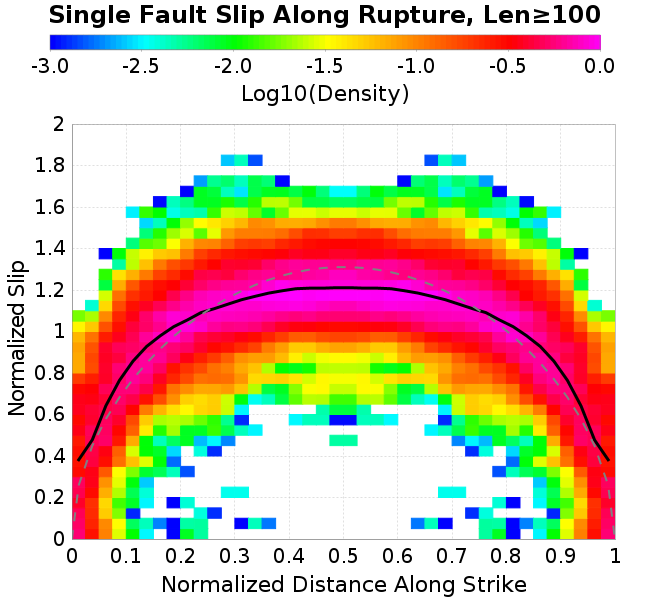 Single Fault Slip Along Rupture, Len≥100
-3.0 -2.5 -2.0 -1.5 -1.0 -0.5 0.0
Log10(Density)
2
1.8
1.6
1.4
1.2
1
0.8
0.6
0.4
0.2
0
Normalized Slip
0 0.1 0.2 0.3 0.4 0.5 0.6 0.7 0.8 0.9 1
Normalized Distance Along Strike